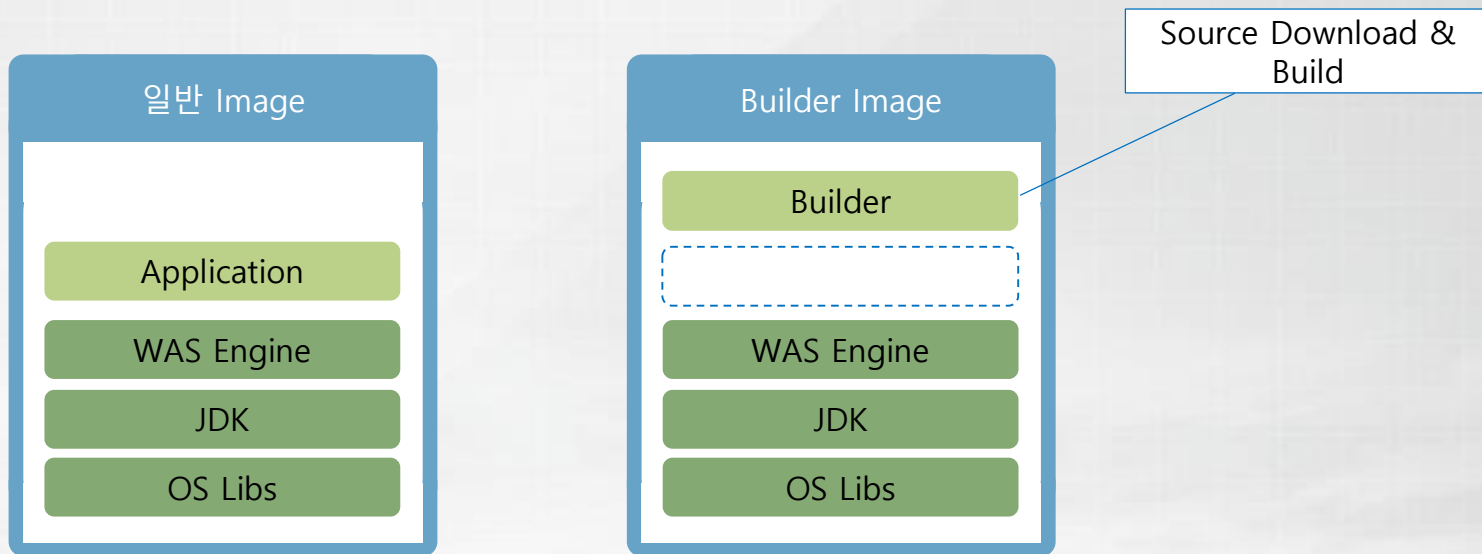 Source Download &
Build
일반 Image
Application
WAS Engine
JDK
OS Libs
Builder Image
Builder
WAS Engine
JDK
OS Libs